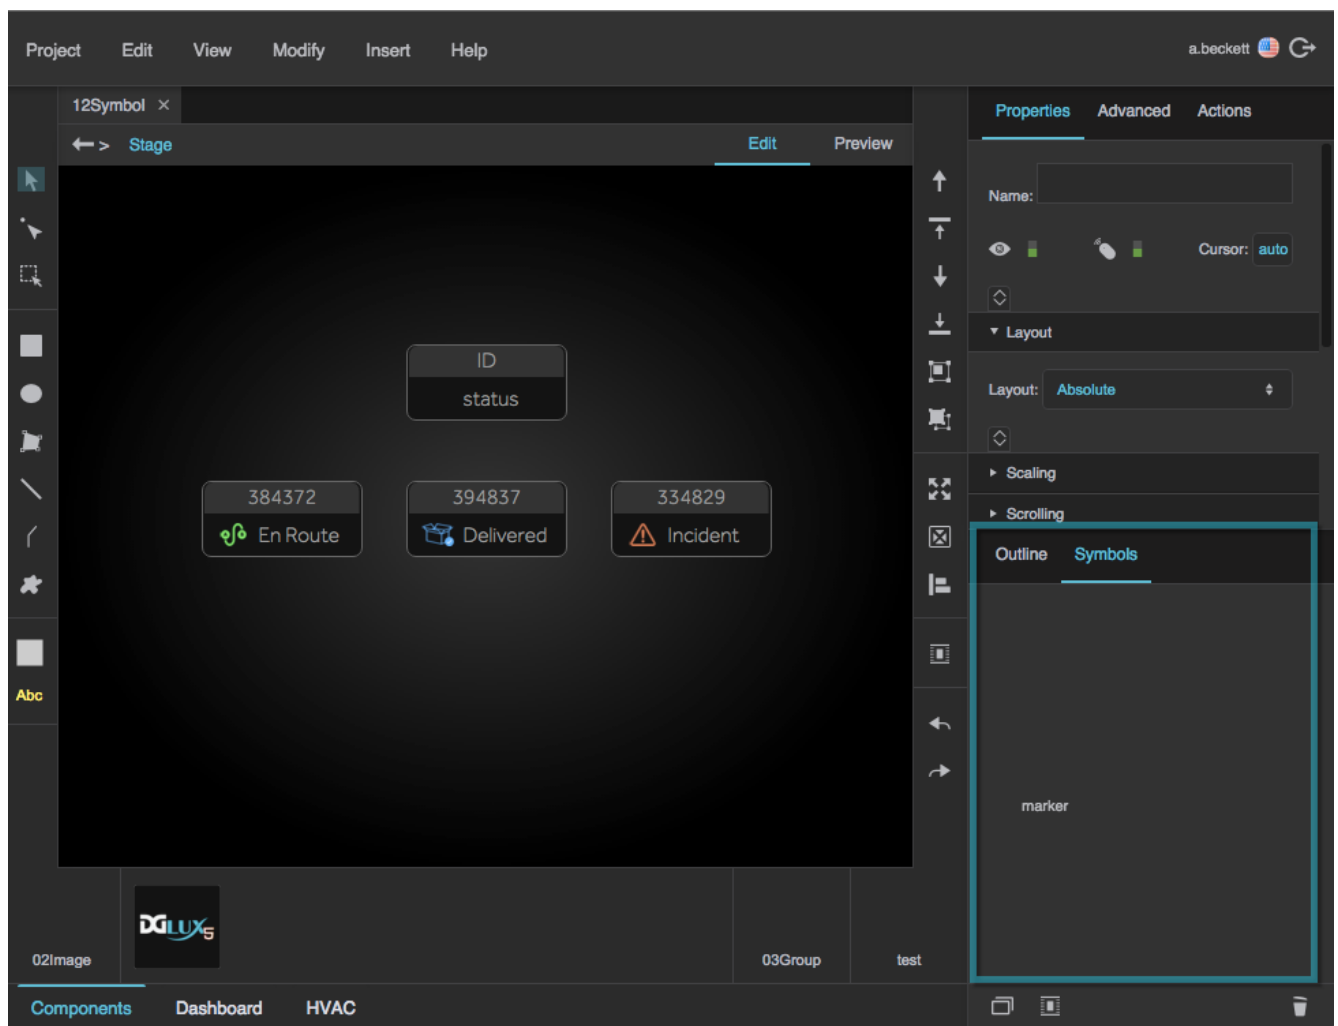 Project Edit View Modify Insert Help a.beckett
12Symbol ×
Properties Advanced Actions
Stage Edit Preview
Name:
Cursor: auto
Layout
Layout: Absolute
Scaling
Scrolling
ID
status
384372
En Route
394837
Delivered
334829
Incident
Abc
Outline Symbols
marker
DGLUX5
02Image 03Group test
Components Dashboard HVAC